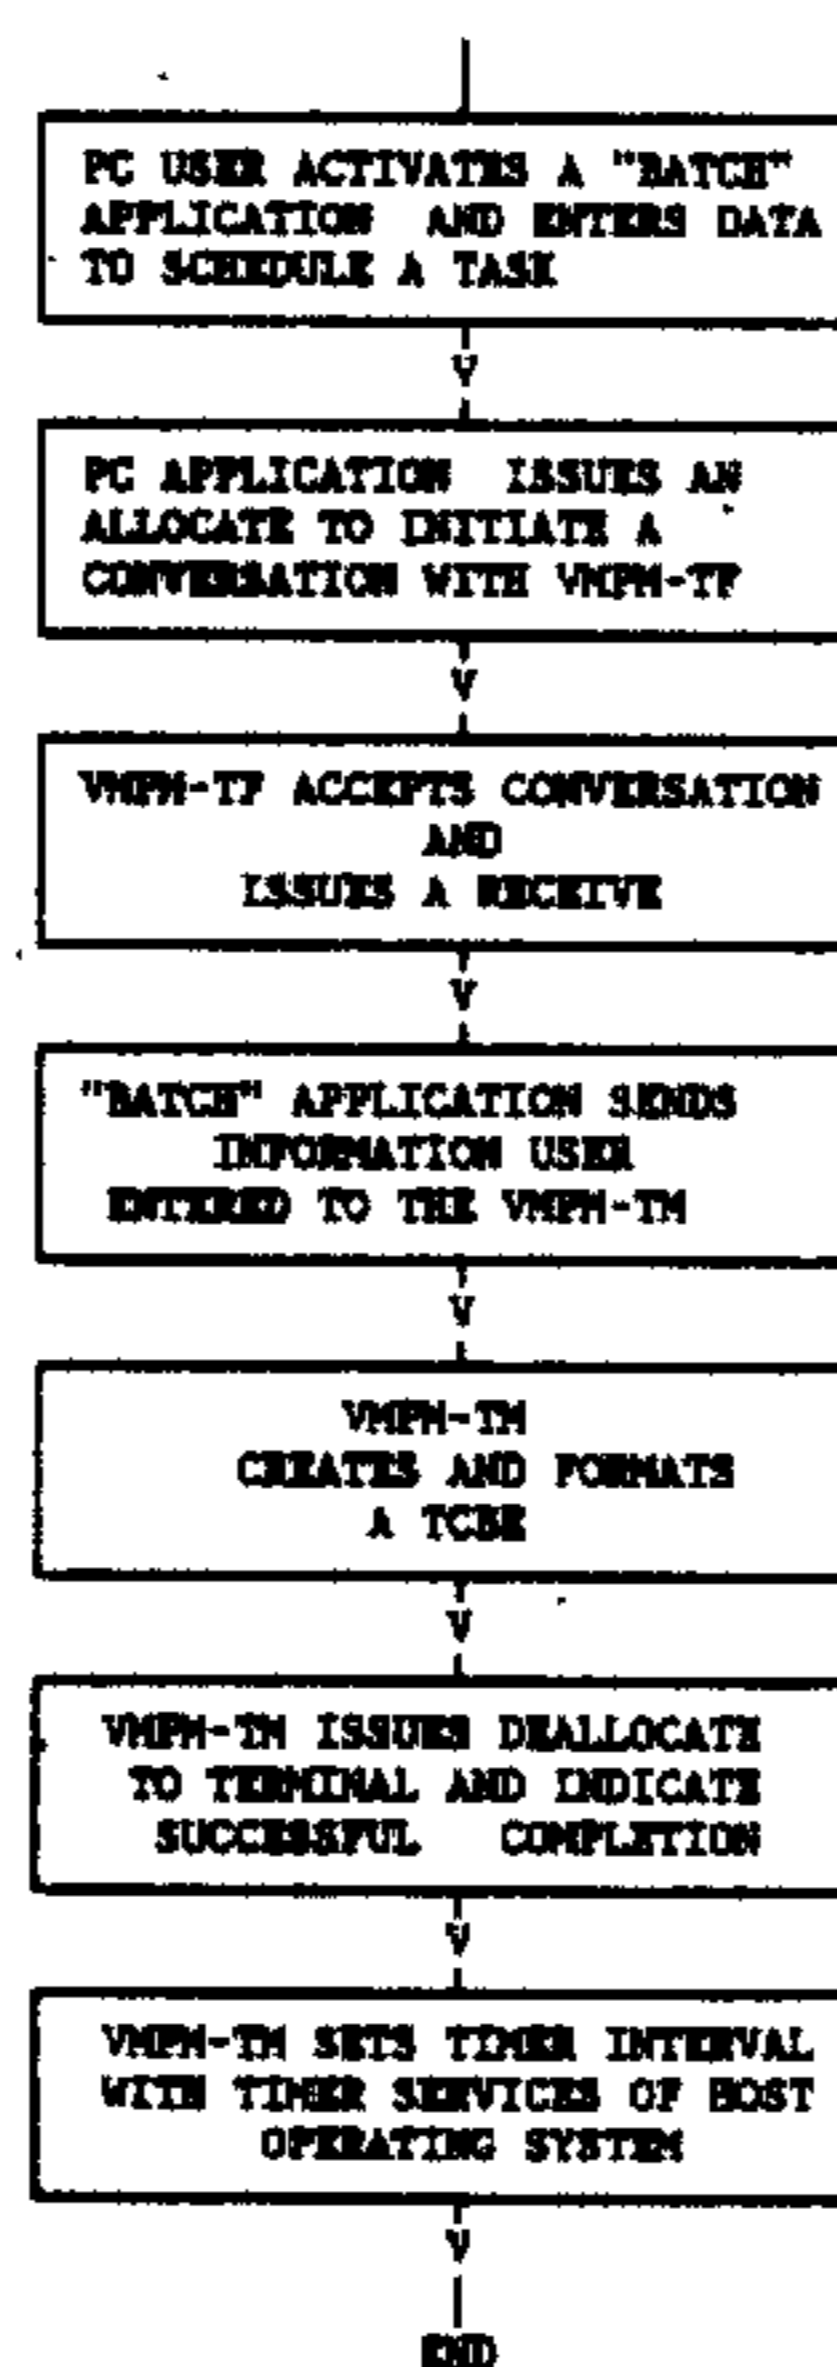 PC USER ACTIVATES A "BATCH"
APPLICATION AND ENTERS DATA
TO SCHEDULE A TASK
V
PC APPLICATION ISSUES AN
ALLOCATE TO INITIATE A
CONVERSATION WITH VMPM-TF
V
VMPM-TF ACCEPTS CONVERSATION
AND
ISSUES A RECEIVE
V
"BATCH" APPLICATION SENDS
INFORMATION USER
ENTERED TO THE VMPM-TM
V
VMPM-TM
CREATES AND FORMATS
A TCBE
V
VMPM-TM ISSUES DEALLOCATE
TO TERMINAL AND INDICATE
SUCCESSFUL COMPLETION
V
VMPM-TM SETS TIMER INTERVAL
WITH TIMER SERVICES OF HOST
OPERATING SYSTEM
V
END